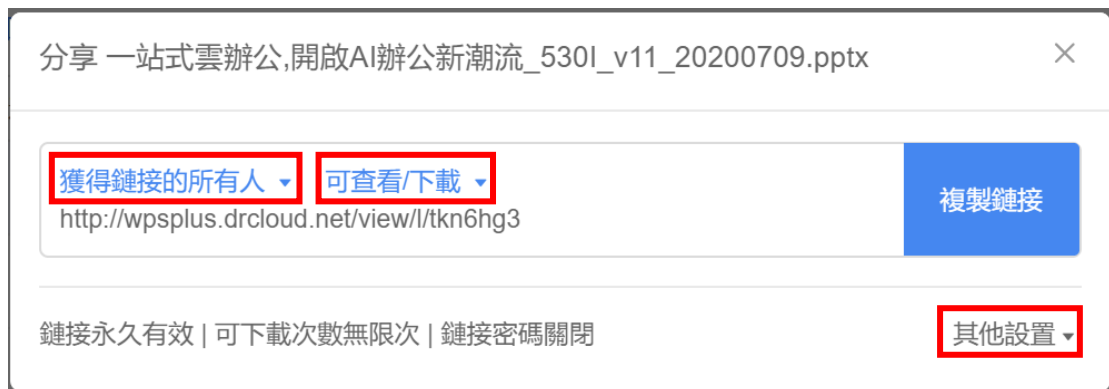 分享 一站式雲辦公,開啟AI辦公新潮流_530I_v11_20200709.pptx
獲得鏈接的所有人 可查看/下載
http://wpsplus.drcloud.net/view/l/tkn6hg3
複製鏈接
鏈接永久有效 | 可下載次數無限次 | 鏈接密碼關閉
其他設置